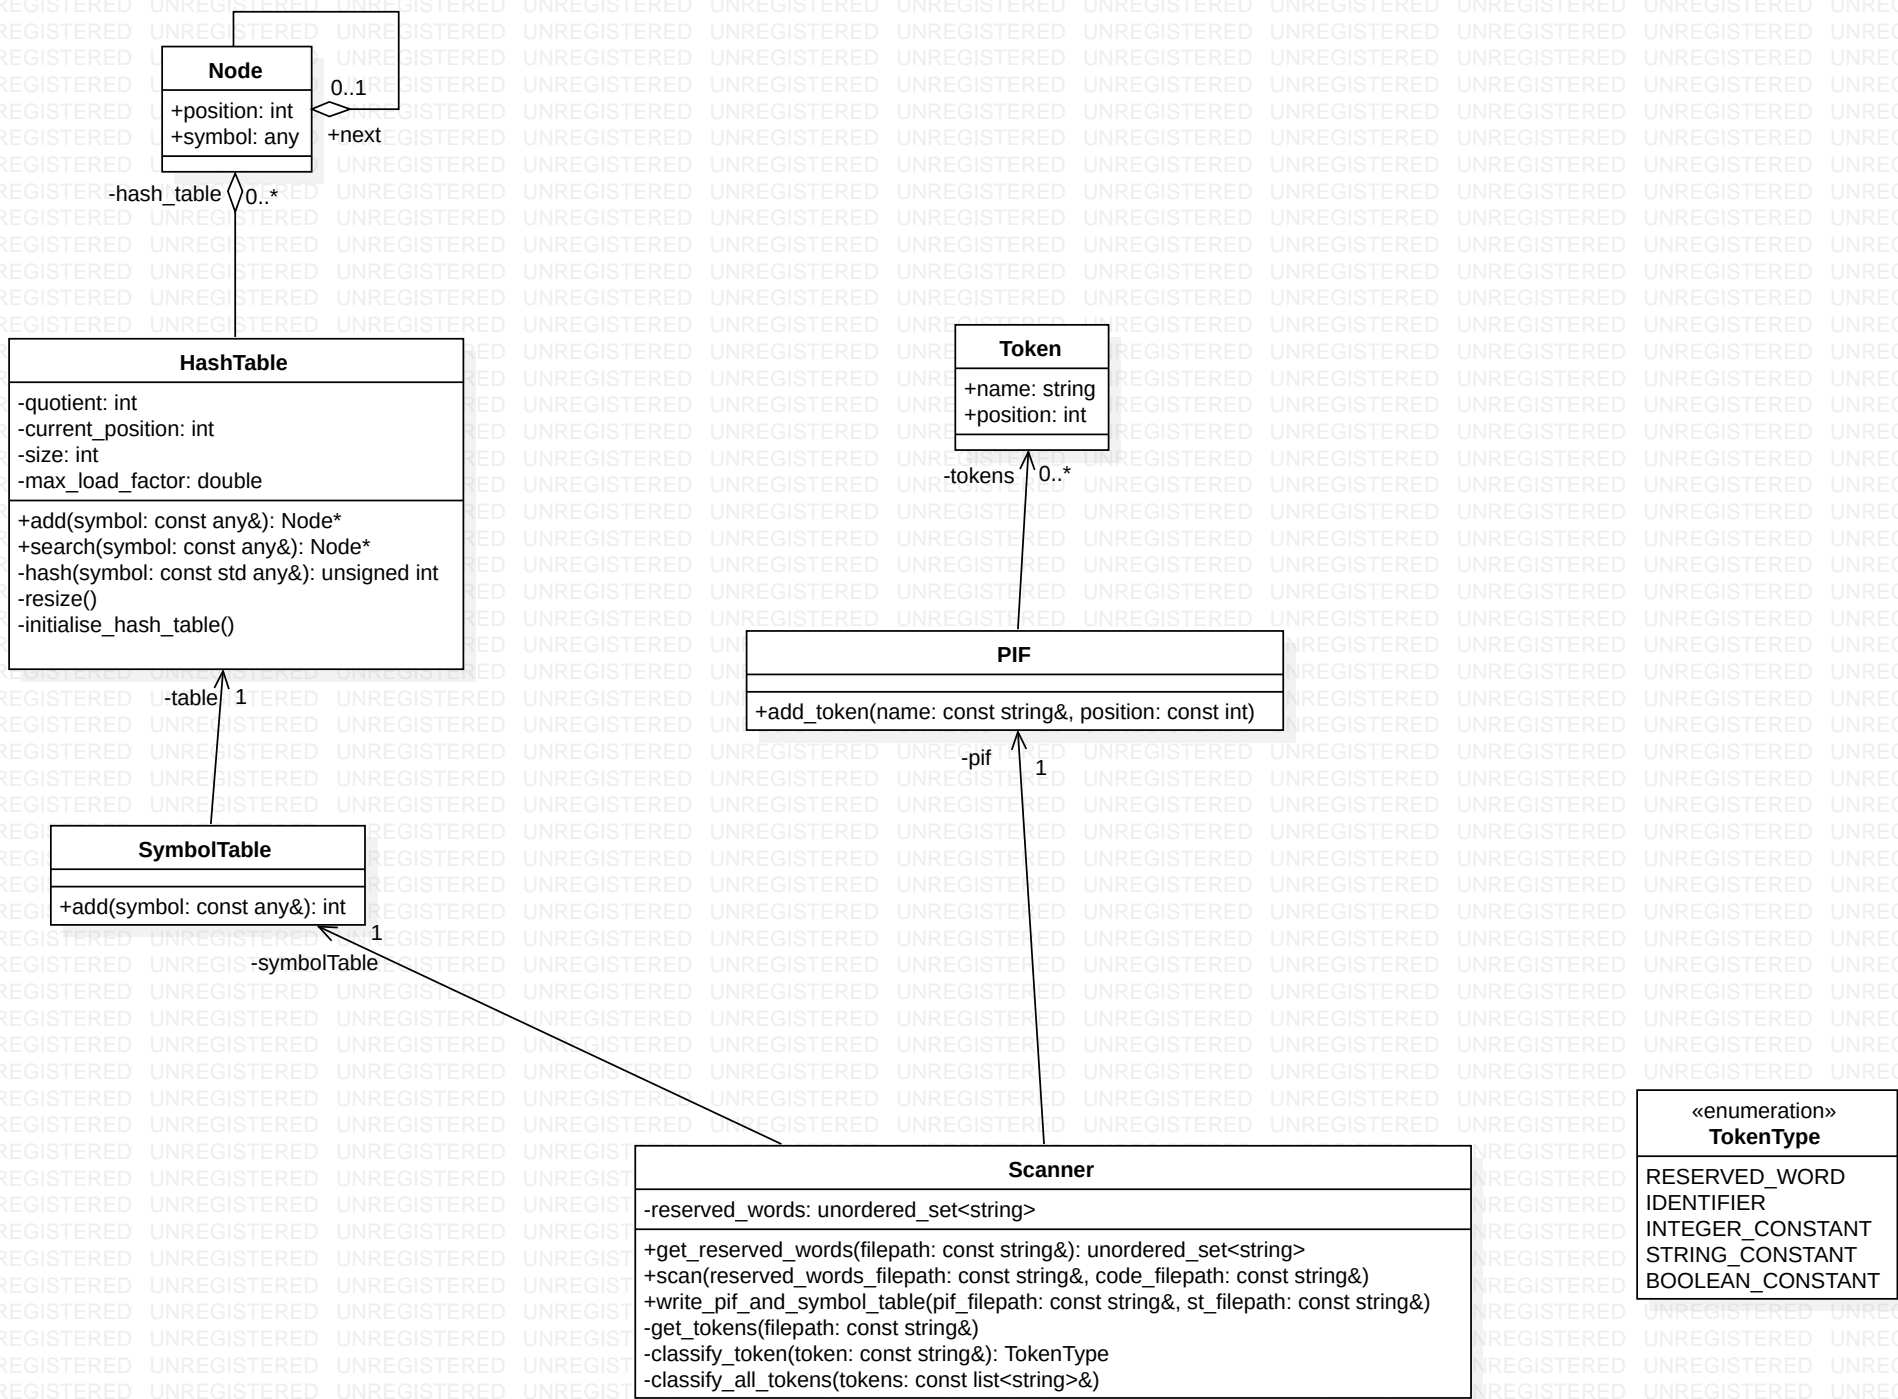 Node
+position: int
+symbol: any
0..1
+next
-hash_table
0..*
HashTable
-quotient: int
-current_position: int
-size: int
-max_load_factor: double
+add(symbol: const any&): Node*
+search(symbol: const any&): Node*
-hash(symbol: const std any&): unsigned int
-resize()
-initialise_hash_table()
-table
1
SymbolTable
+add(symbol: const any&): int
1
-symbolTable
Token
+name: string
+position: int
-tokens
0..*
PIF
+add_token(name: const string&, position: const int)
-pif
1
Scanner
-reserved_words: unordered_set<string>
+get_reserved_words(filepath: const string&): unordered_set<string>
+scan(reserved_words_filepath: const string&, code_filepath: const string&)
+write_pif_and_symbol_table(pif_filepath: const string&, st_filepath: const string&)
-get_tokens(filepath: const string&)
-classify_token(token: const string&): TokenType
-classify_all_tokens(tokens: const list<string>&)
«enumeration»
TokenType
RESERVED_WORD
IDENTIFIER
INTEGER_CONSTANT
STRING_CONSTANT
BOOLEAN_CONSTANT
UNREGISTERED